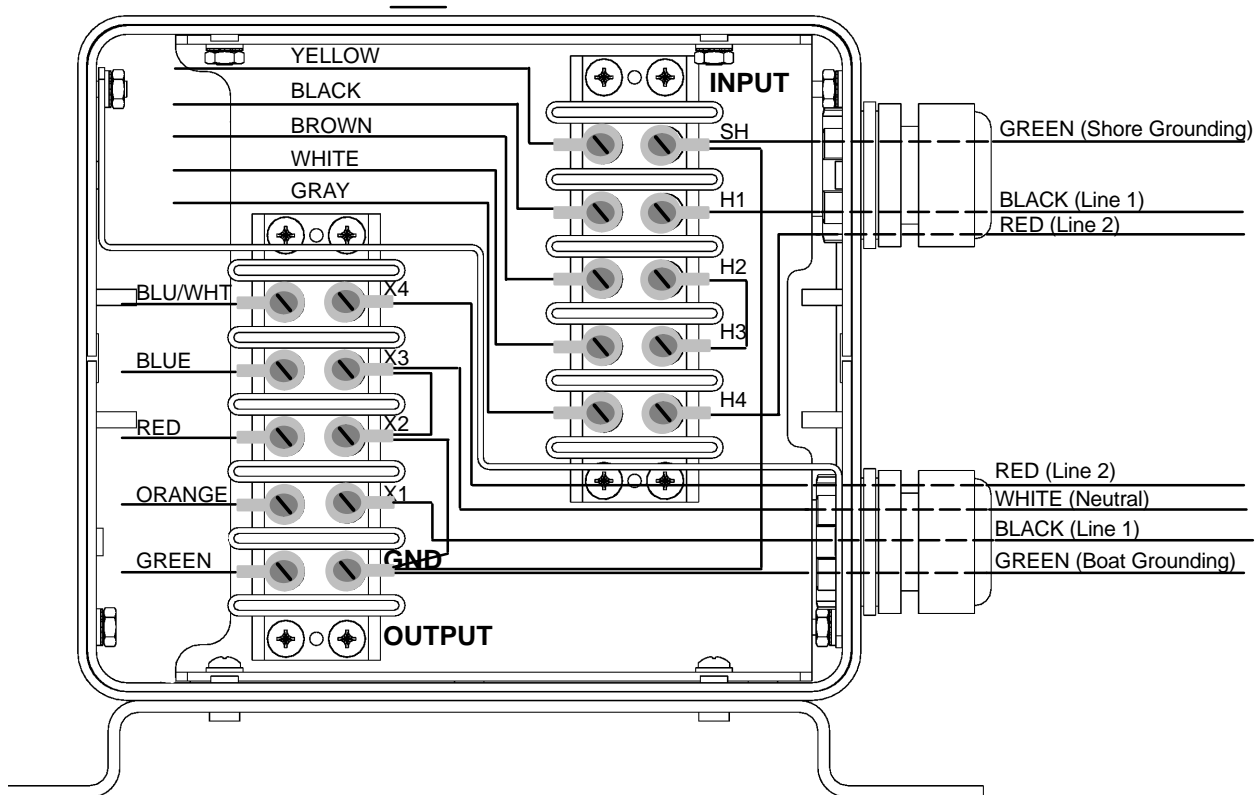 YELLOW
INPUT
BLACK
BROWN
WHITE
GRAY
SH
GREEN (Shore Grounding)
H1
BLACK (Line 1)
RED (Line 2)
H2
H3
H4
BLU/WHT
X4
BLUE
X3
RED
X2
ORANGE
X1
GREEN
GND
OUTPUT
RED (Line 2)
WHITE (Neutral)
BLACK (Line 1)
GREEN (Boat Grounding)